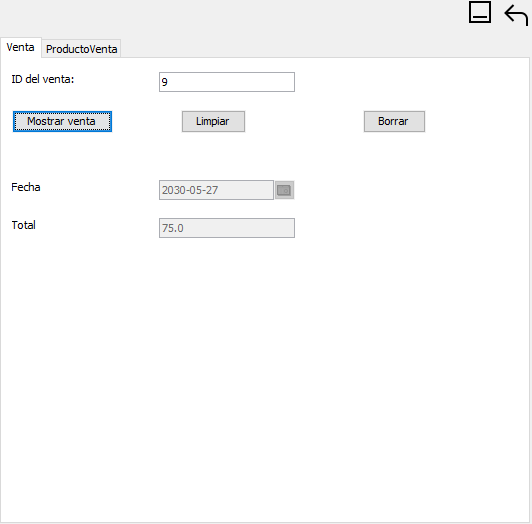 Venta ProductoVenta
ID del venta: 9
Mostrar venta Limpiar Borrar
Fecha 2030-05-27
Total 75.0